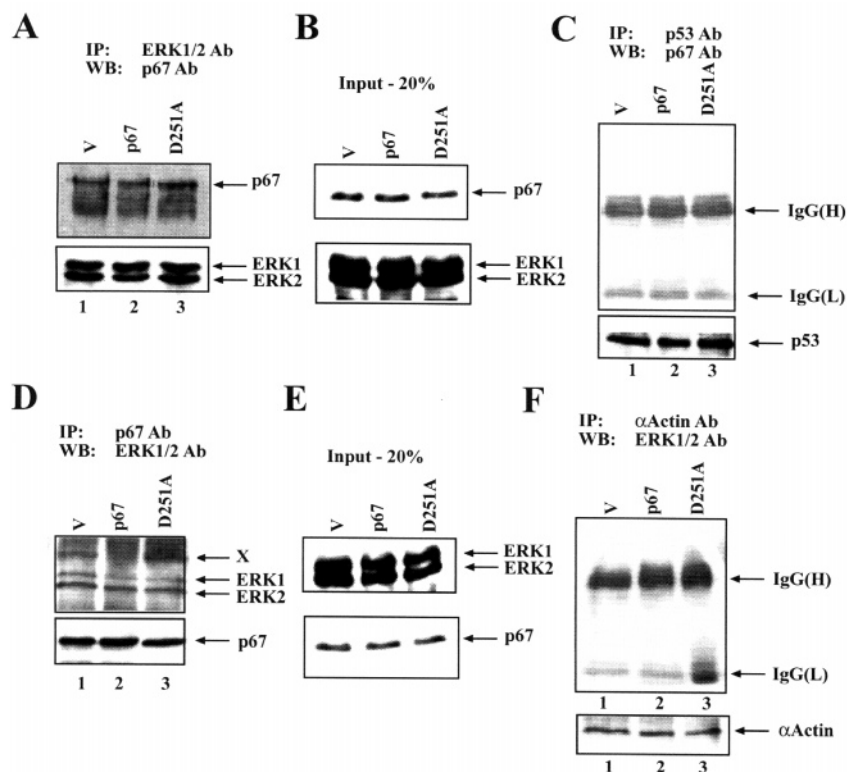 A
IP: ERK1/2 Ab
WB: p67 Ab
V p67 D251A
p67
ERK1
ERK2
1 2 3
B
Input - 20%
V p67 D251A
p67
ERK1
ERK2
C
IP: p53 Ab
WB: p67 Ab
V p67 D251A
IgG(H)
IgG(L)
p53
1 2 3
D
IP: p67 Ab
WB: ERK1/2 Ab
V p67 D251A
X
ERK1
ERK2
p67
1 2 3
E
Input - 20%
V p67 D251A
ERK1
ERK2
p67
F
IP: αActin Ab
WB: ERK1/2 Ab
V p67 D251A
IgG(H)
IgG(L)
1 2 3
αActin
1 2 3